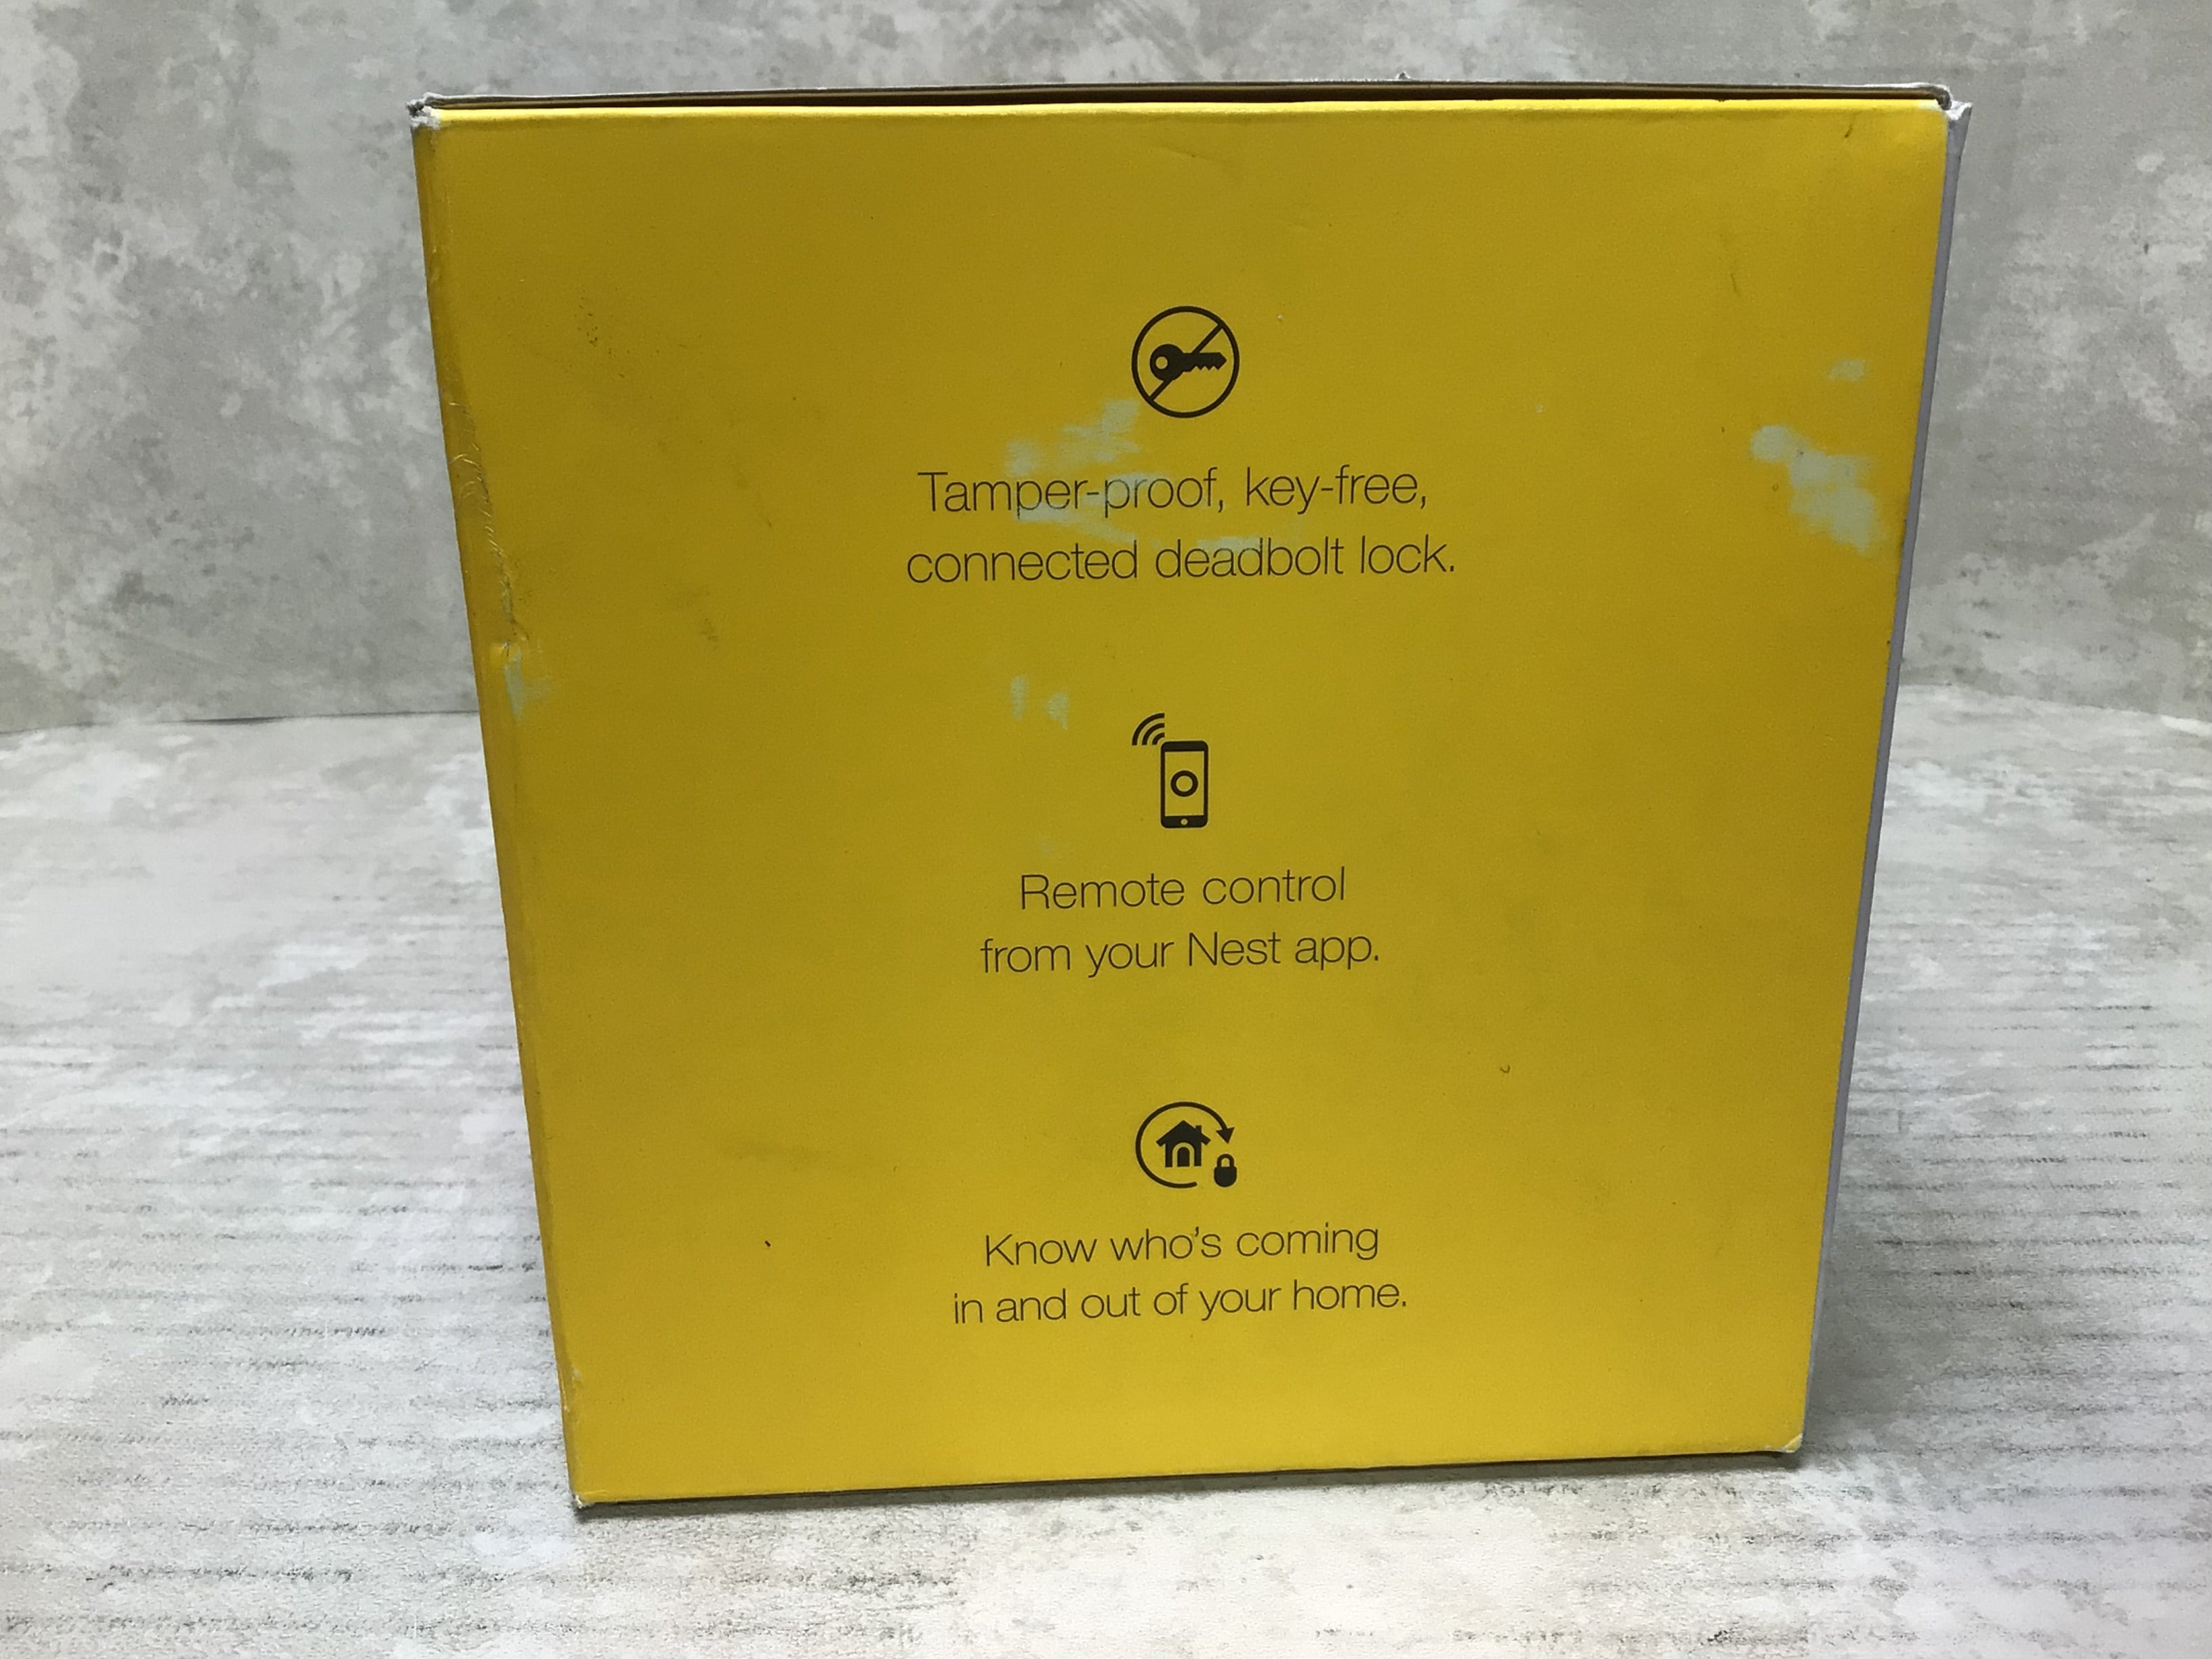 Tamper-proof, key-free,
connected deadbolt lock.
Remote control
from your Nest app.
Know who's coming
in and out of your home.